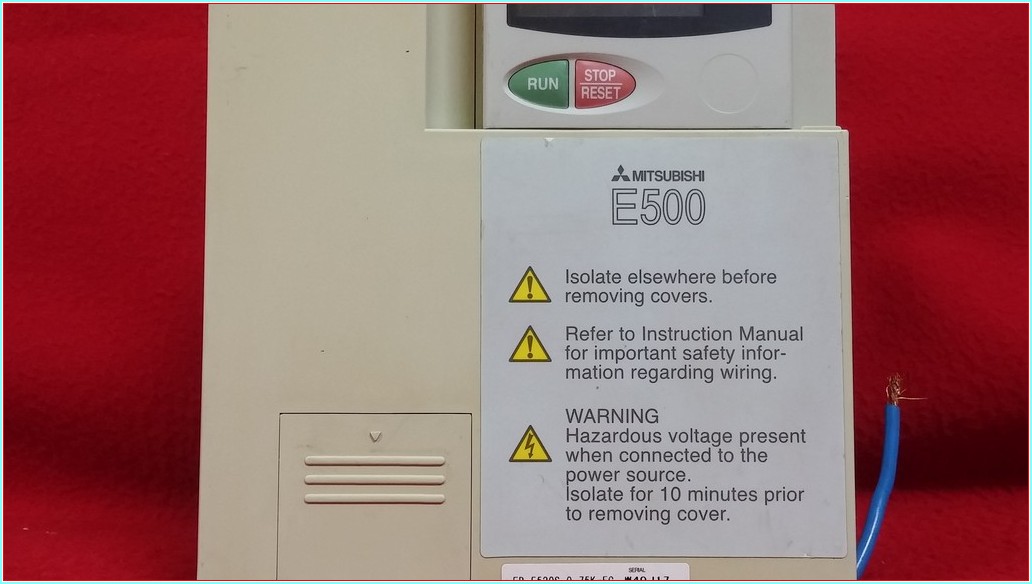 RUN
STOP
RESET
MITSUBISHI
E500
Isolate elsewhere before
removing covers.
Refer to Instruction Manual
for important safety infor-
mation regarding wiring.
WARNING
Hazardous voltage present
when connected to the
power source.
Isolate for 10 minutes prior
to removing cover.
SERIAL